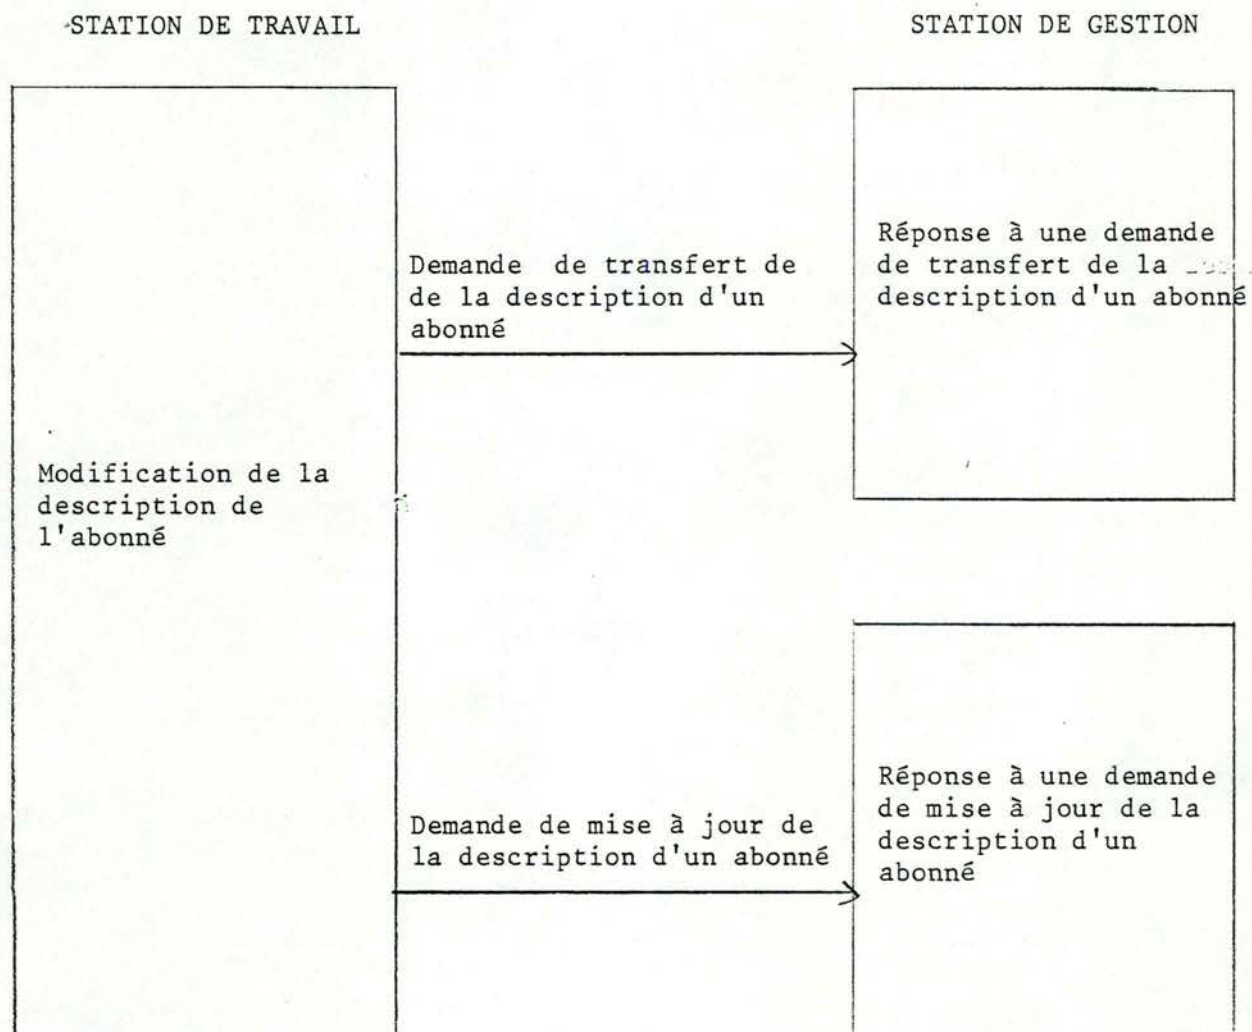 STATION DE TRAVAIL
STATION DE GESTION
Réponse à une demande
de transfert de la
description d'un abonné
Demande de transfert de
de la description d'un
abonné
Modification de la
description de
l'abonné
Réponse à une demande
de mise à jour de la
description d'un
abonné
Demande de mise à jour de
la description d'un abonné